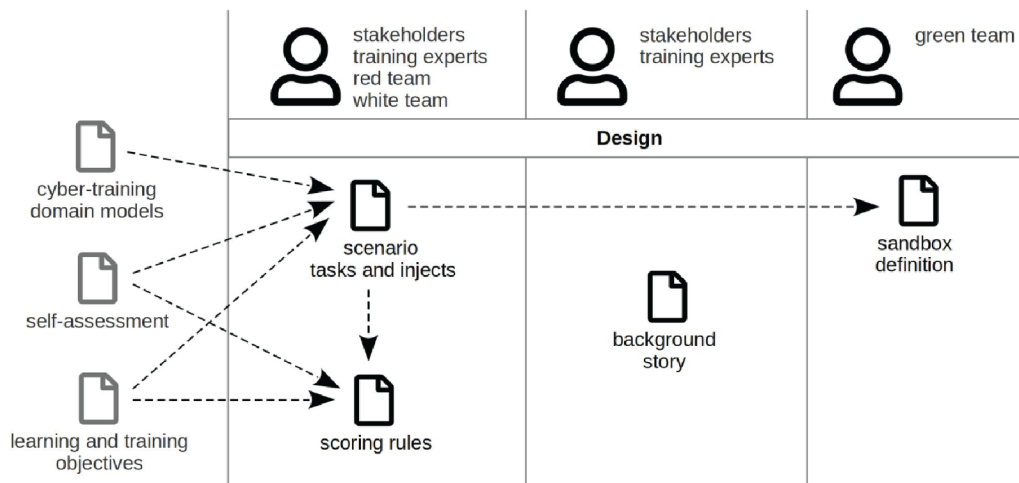 stakeholders
training experts
red team
white team
stakeholders
training experts
green team
Design
cyber-training
domain models
self-assessment
learning and training
objectives
scenario
tasks and injects
scoring rules
background
story
sandbox
definition